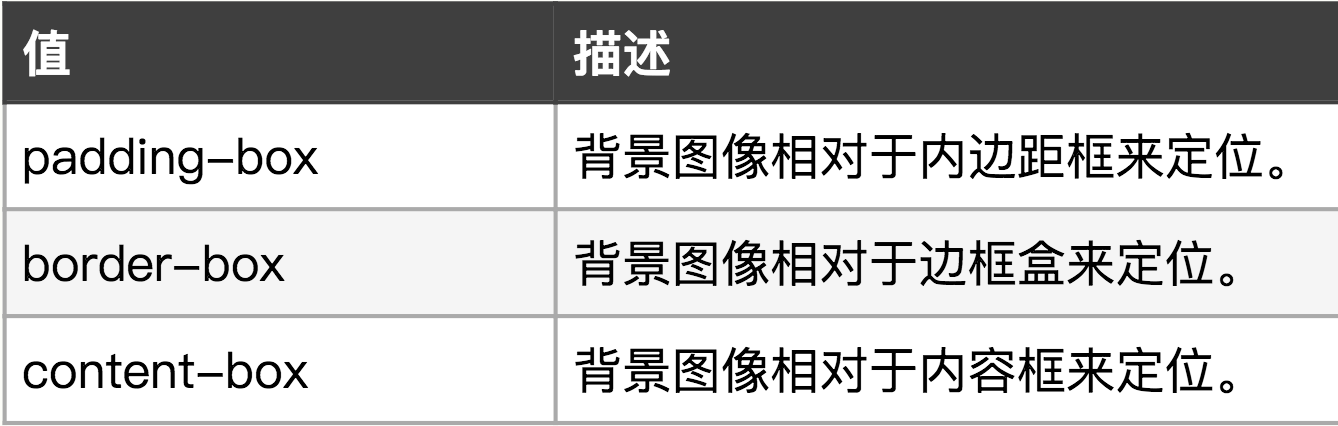 值 描述
padding-box 背景图像相对于内边距框来定位。
border-box 背景图像相对于边框盒来定位。
content-box 背景图像相对于内容框来定位。